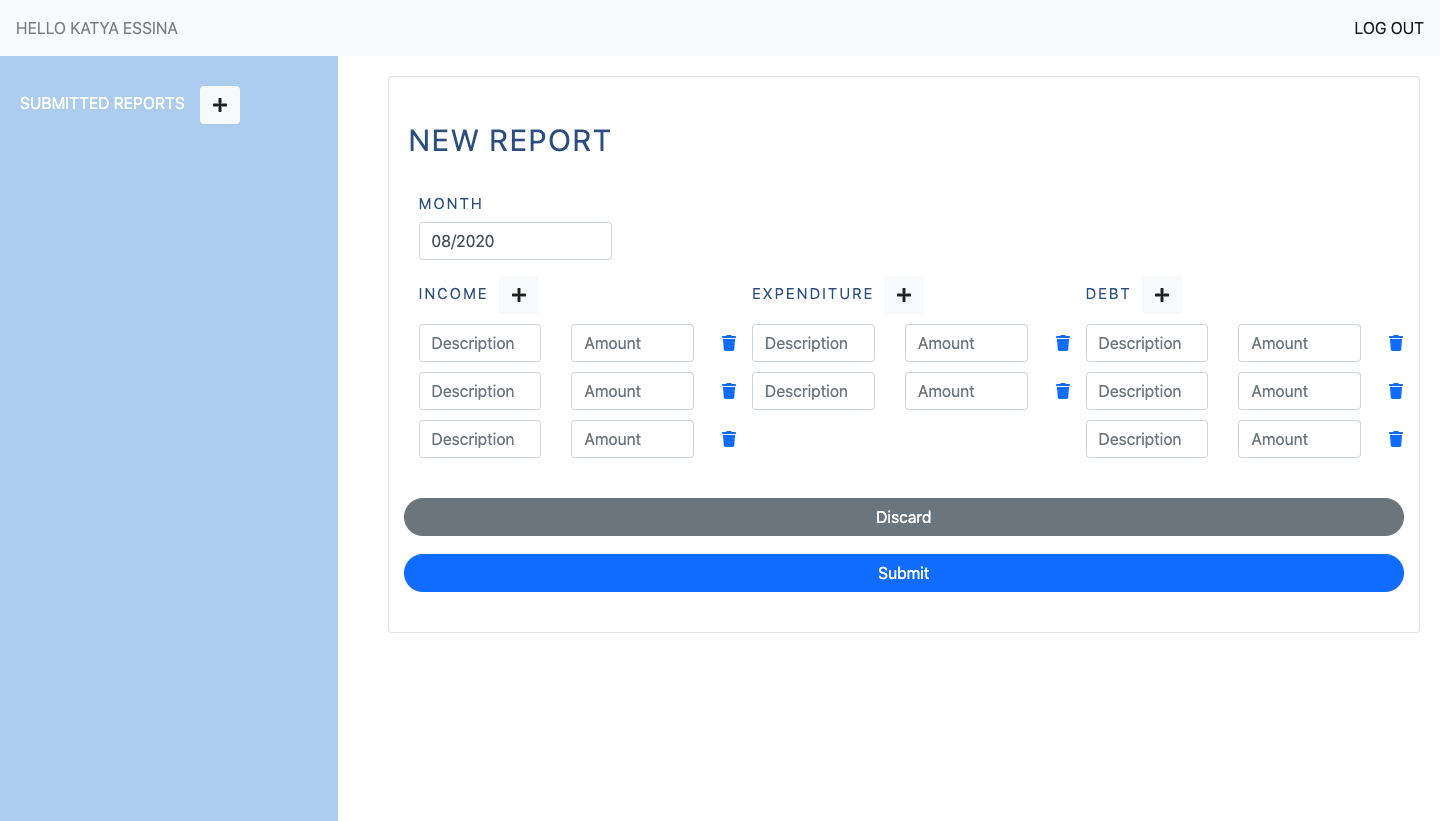 HELLO KATYA ESSINA
LOG OUT
SUBMITTED REPORTS
NEW REPORT
MONTH
08/2020
INCOME EXPENDITURE DEBT
Description Amount Description Amount Description Amount
Description Amount Description Amount Description Amount
Description Amount Description Amount
Discard
Submit